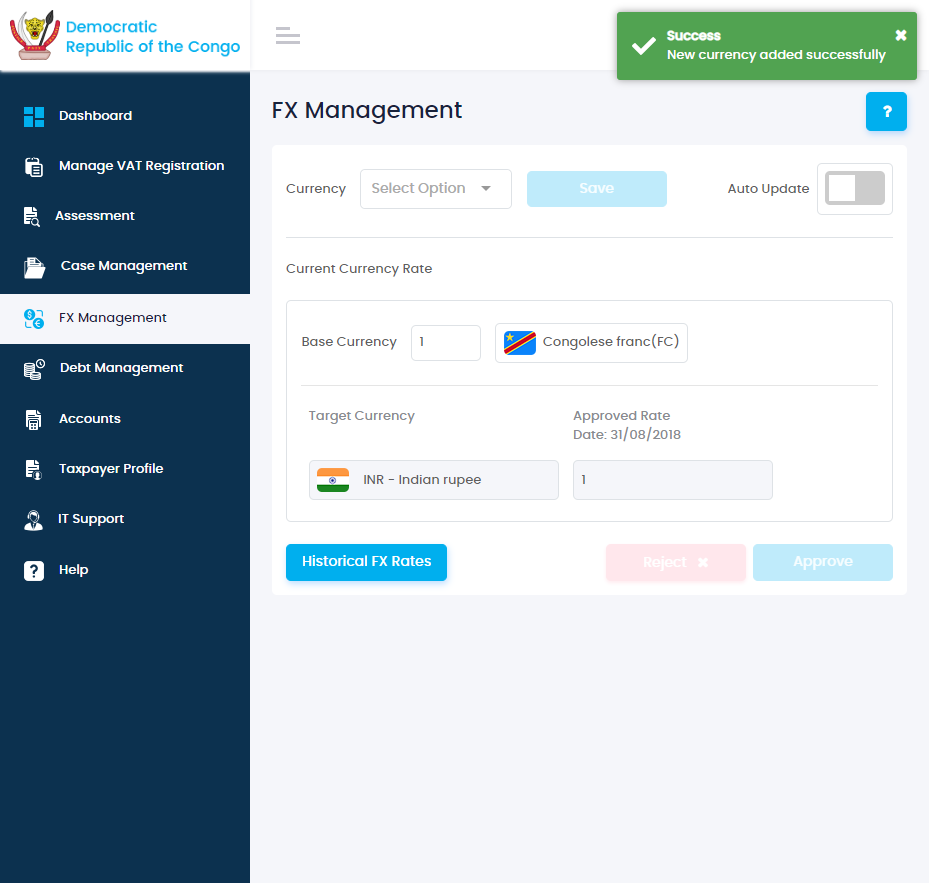 Democratic
Republic of the Congo
Success
New currency added successfully
Dashboard
Manage VAT Registration
Assessment
Case Management
FX Management
Debt Management
Accounts
Taxpayer Profile
IT Support
? Help
FX Management
?
Currency Select Option Save Auto Update
Current Currency Rate
Base Currency 1 Congolese franc(FC)
Target Currency
Approved Rate
Date: 31/08/2018
INR - Indian rupee 1
Historical FX Rates Reject Approve